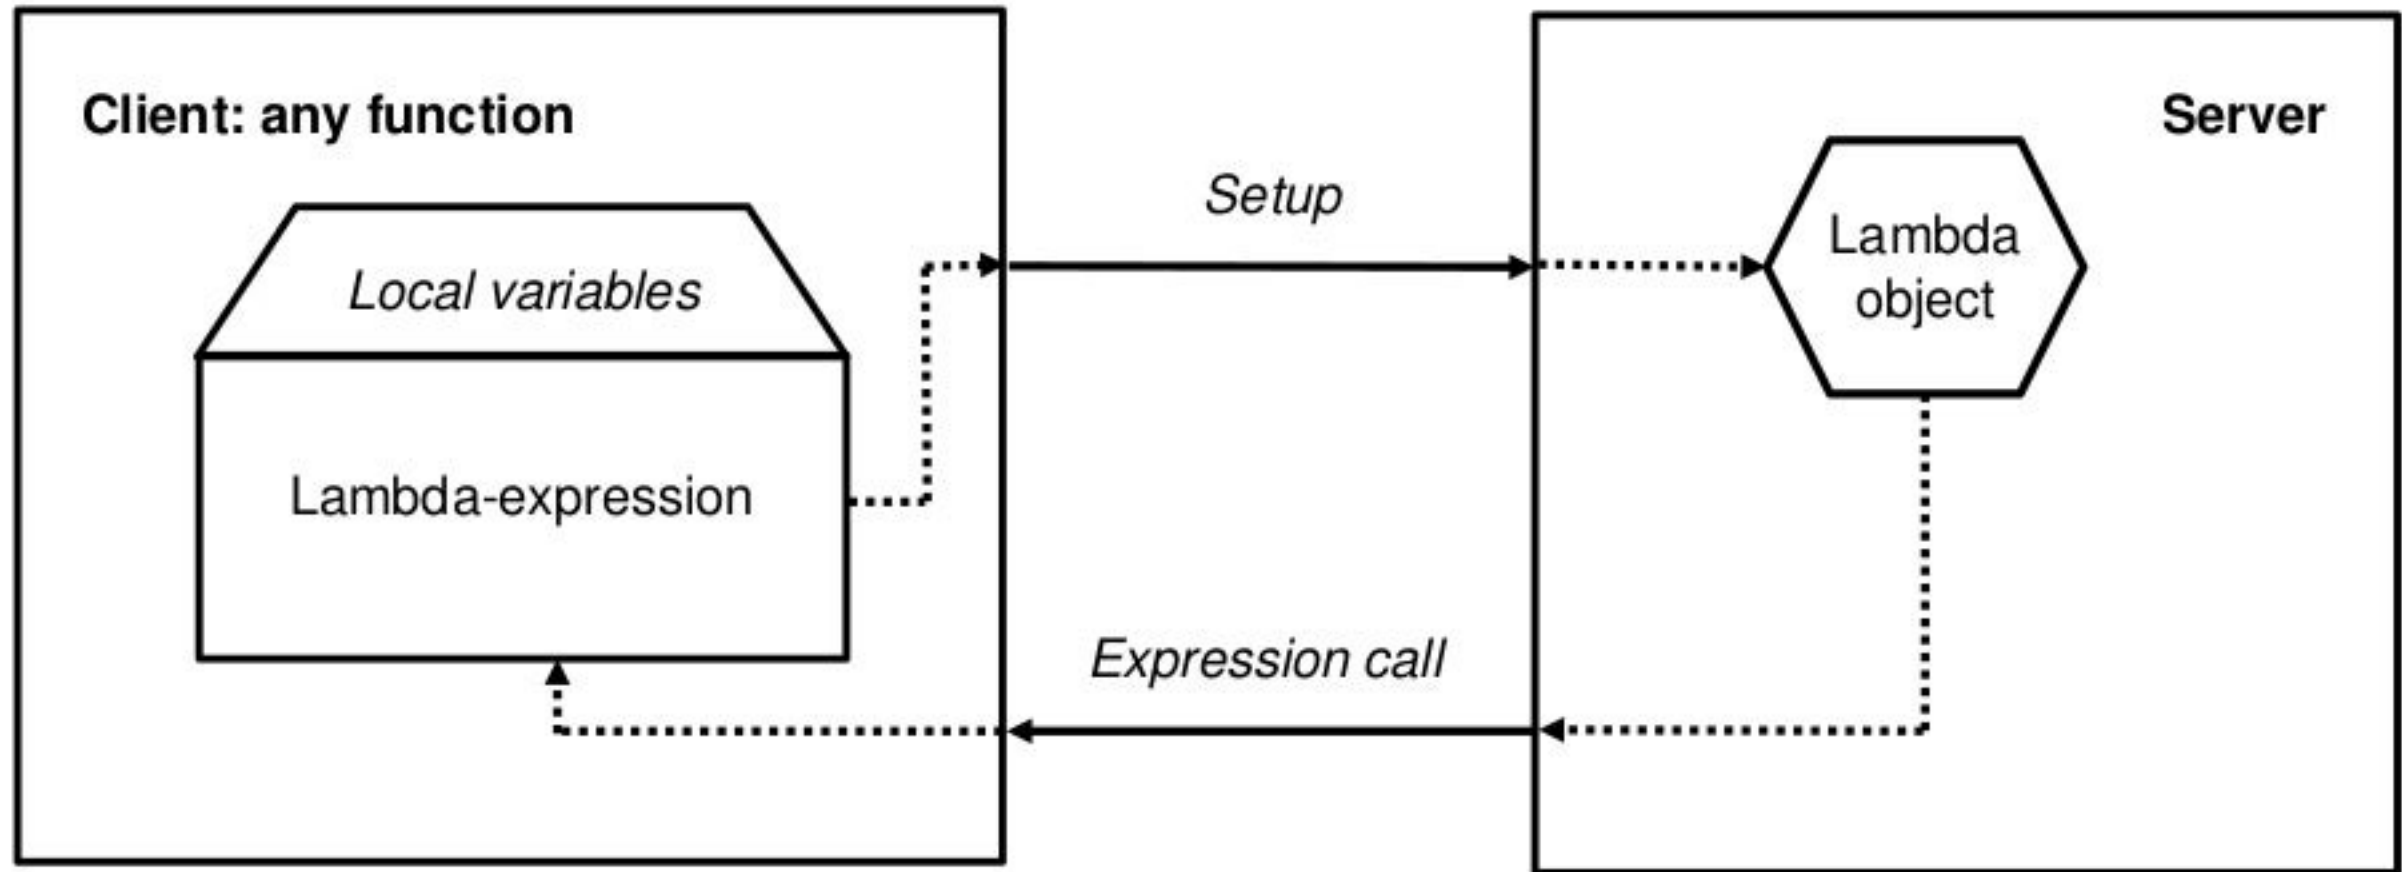 Client: any function
Server
Setup
Lambda
object
Local variables
Lambda-expression
Expression call